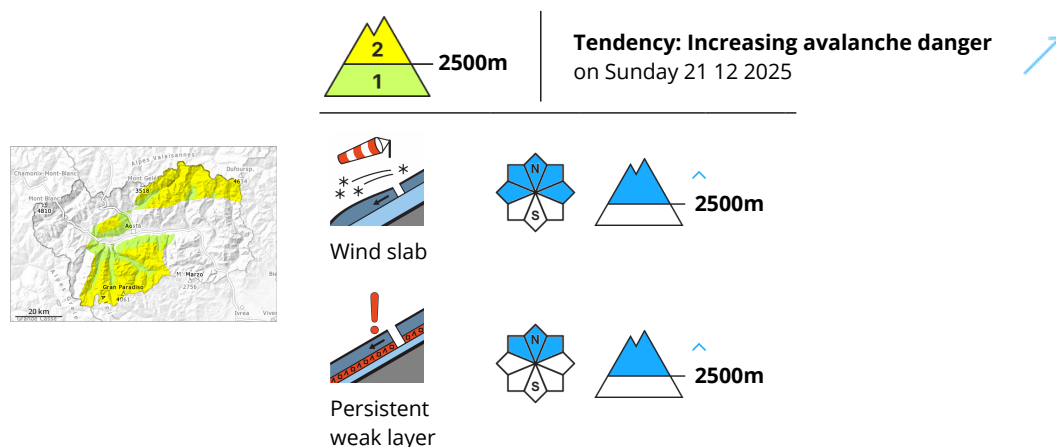 2
1
2500m
Tendency: Increasing avalanche danger
on Sunday 21 12 2025
Alpes Valaisannes
Chamonix-Mont-Blanc
Mont Gelé
3518
Dufoursp.
Mont Blanc
4810
Aosta
M. Marzo
2756
Gran Paradiso
4061
20 km
Ivrea
N
S
2500m
Wind slab
N
S
2500m
Persistent
weak layer